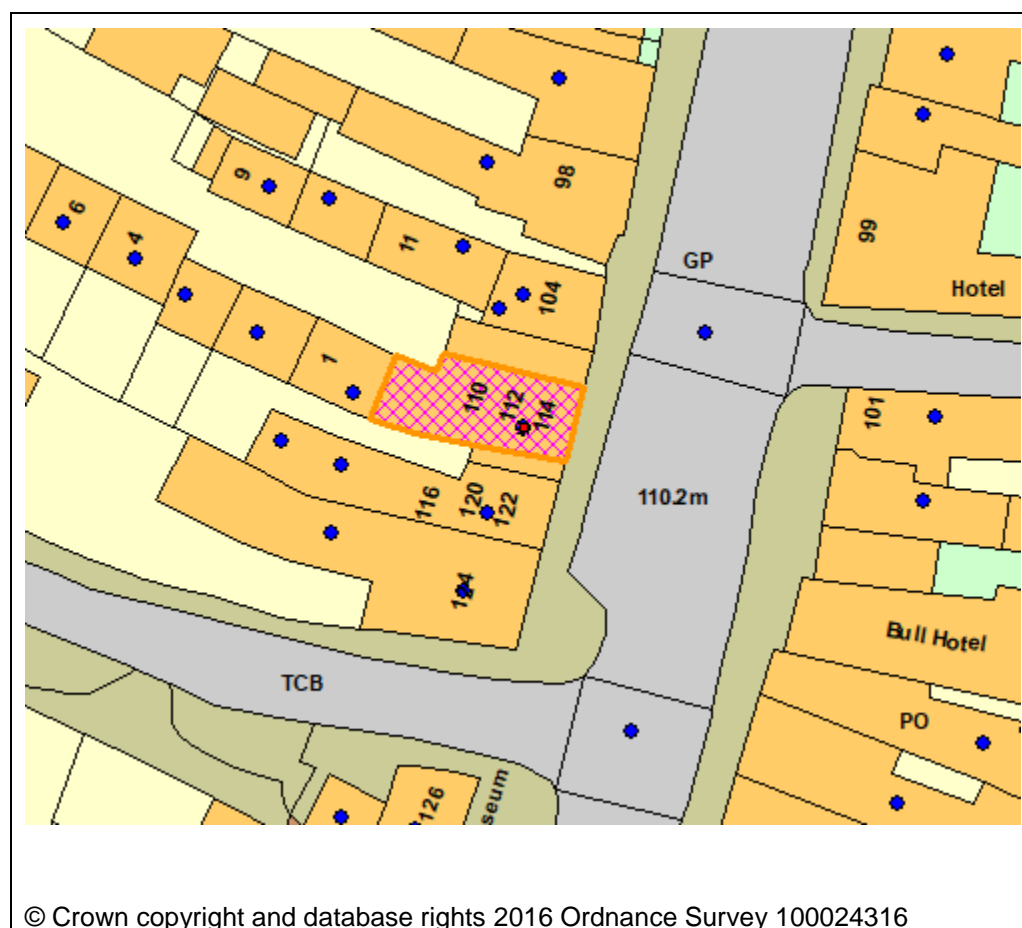 98
9
11
104
99
GP
Hotel
6
4
1
110
112
114
101
116
120
122
110.2m
124
Bull Hotel
TCB
PO
126
seum
© Crown copyright and database rights 2016 Ordnance Survey 100024316